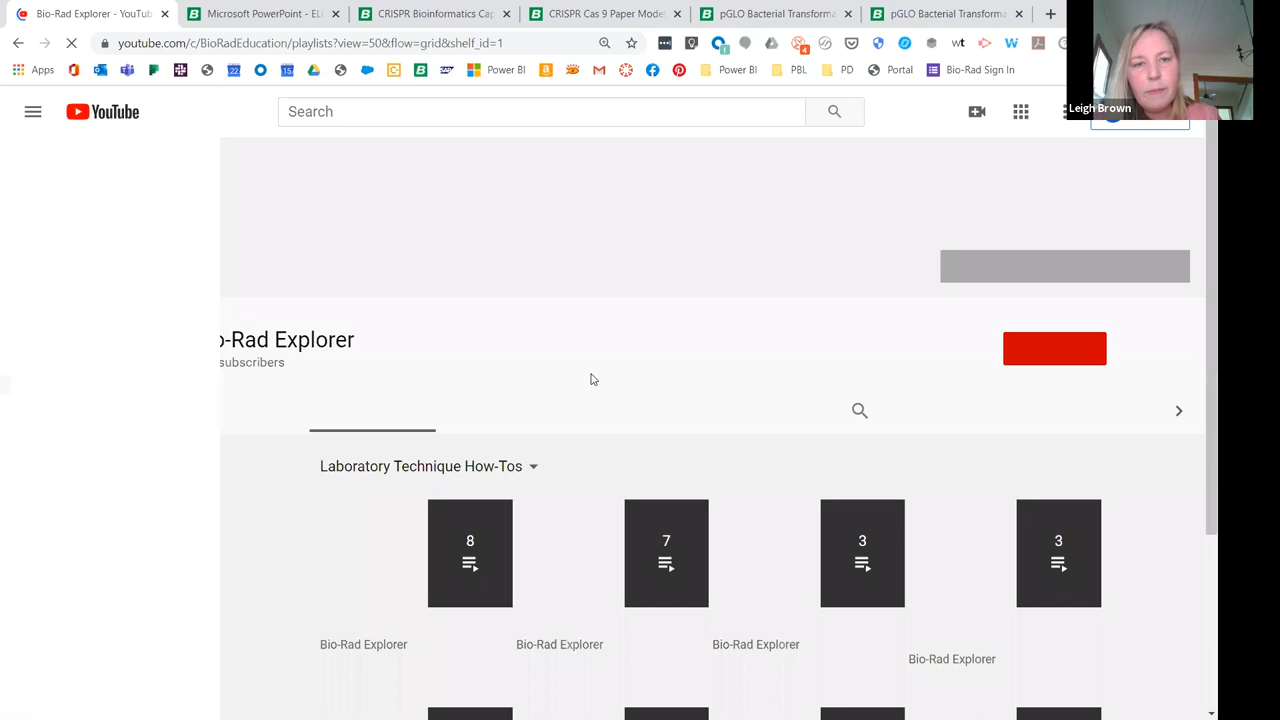 Bio-Rad Explorer - YouTub
Microsoft PowerPoint - EL
CRISPR Bioinformatics Cap
CRISPR Cas 9 Paper Mode
pGLO Bacterial Transforma
pGLO Bacterial Transforma
youtube.com/c/BioRadEducation/playlists?view=50&flow=grid&shelf_id=1
Apps
Power BI
Power BI
PBL
PD
Portal
Bio-Rad Sign In
Leigh Brown
YouTube
Search
o-Rad Explorer
subscribers
Laboratory Technique How-Tos
8
7
3
3
Bio-Rad Explorer
Bio-Rad Explorer
Bio-Rad Explorer
Bio-Rad Explorer